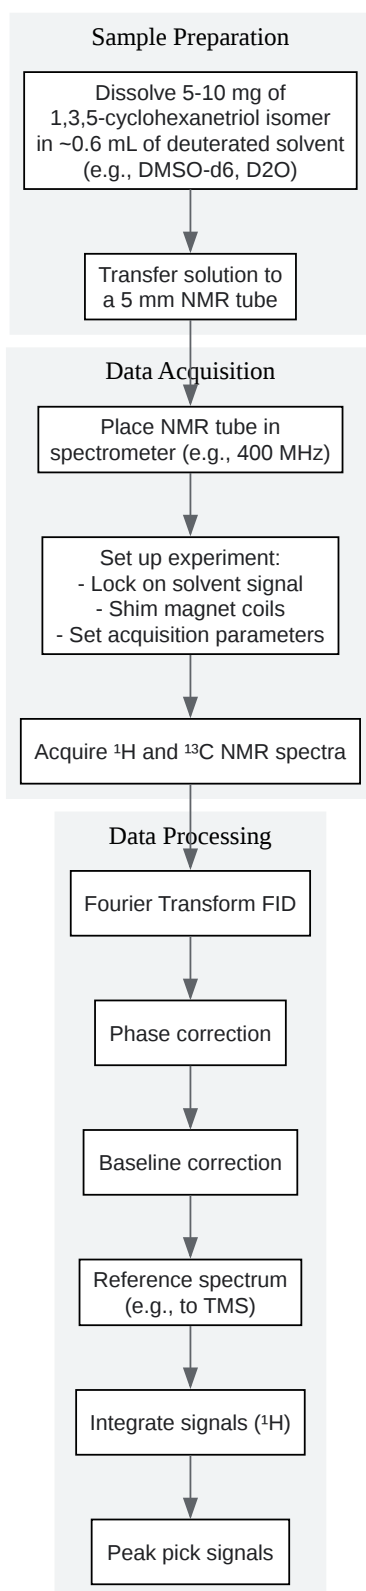 Sample Preparation
Dissolve 5-10 mg of
1,3,5-cyclohexanetriol isomer
in ~0.6 mL of deuterated solvent
(e.g., DMSO-d6, D2O)
Transfer solution to
a 5 mm NMR tube
Data Acquisition
Place NMR tube in
spectrometer (e.g., 400 MHz)
Set up experiment:
- Lock on solvent signal
- Shim magnet coils
- Set acquisition parameters
Acquire ¹H and ¹³C NMR spectra
Data Processing
Fourier Transform FID
Phase correction
Baseline correction
Reference spectrum
(e.g., to TMS)
Integrate signals (¹H)
Peak pick signals